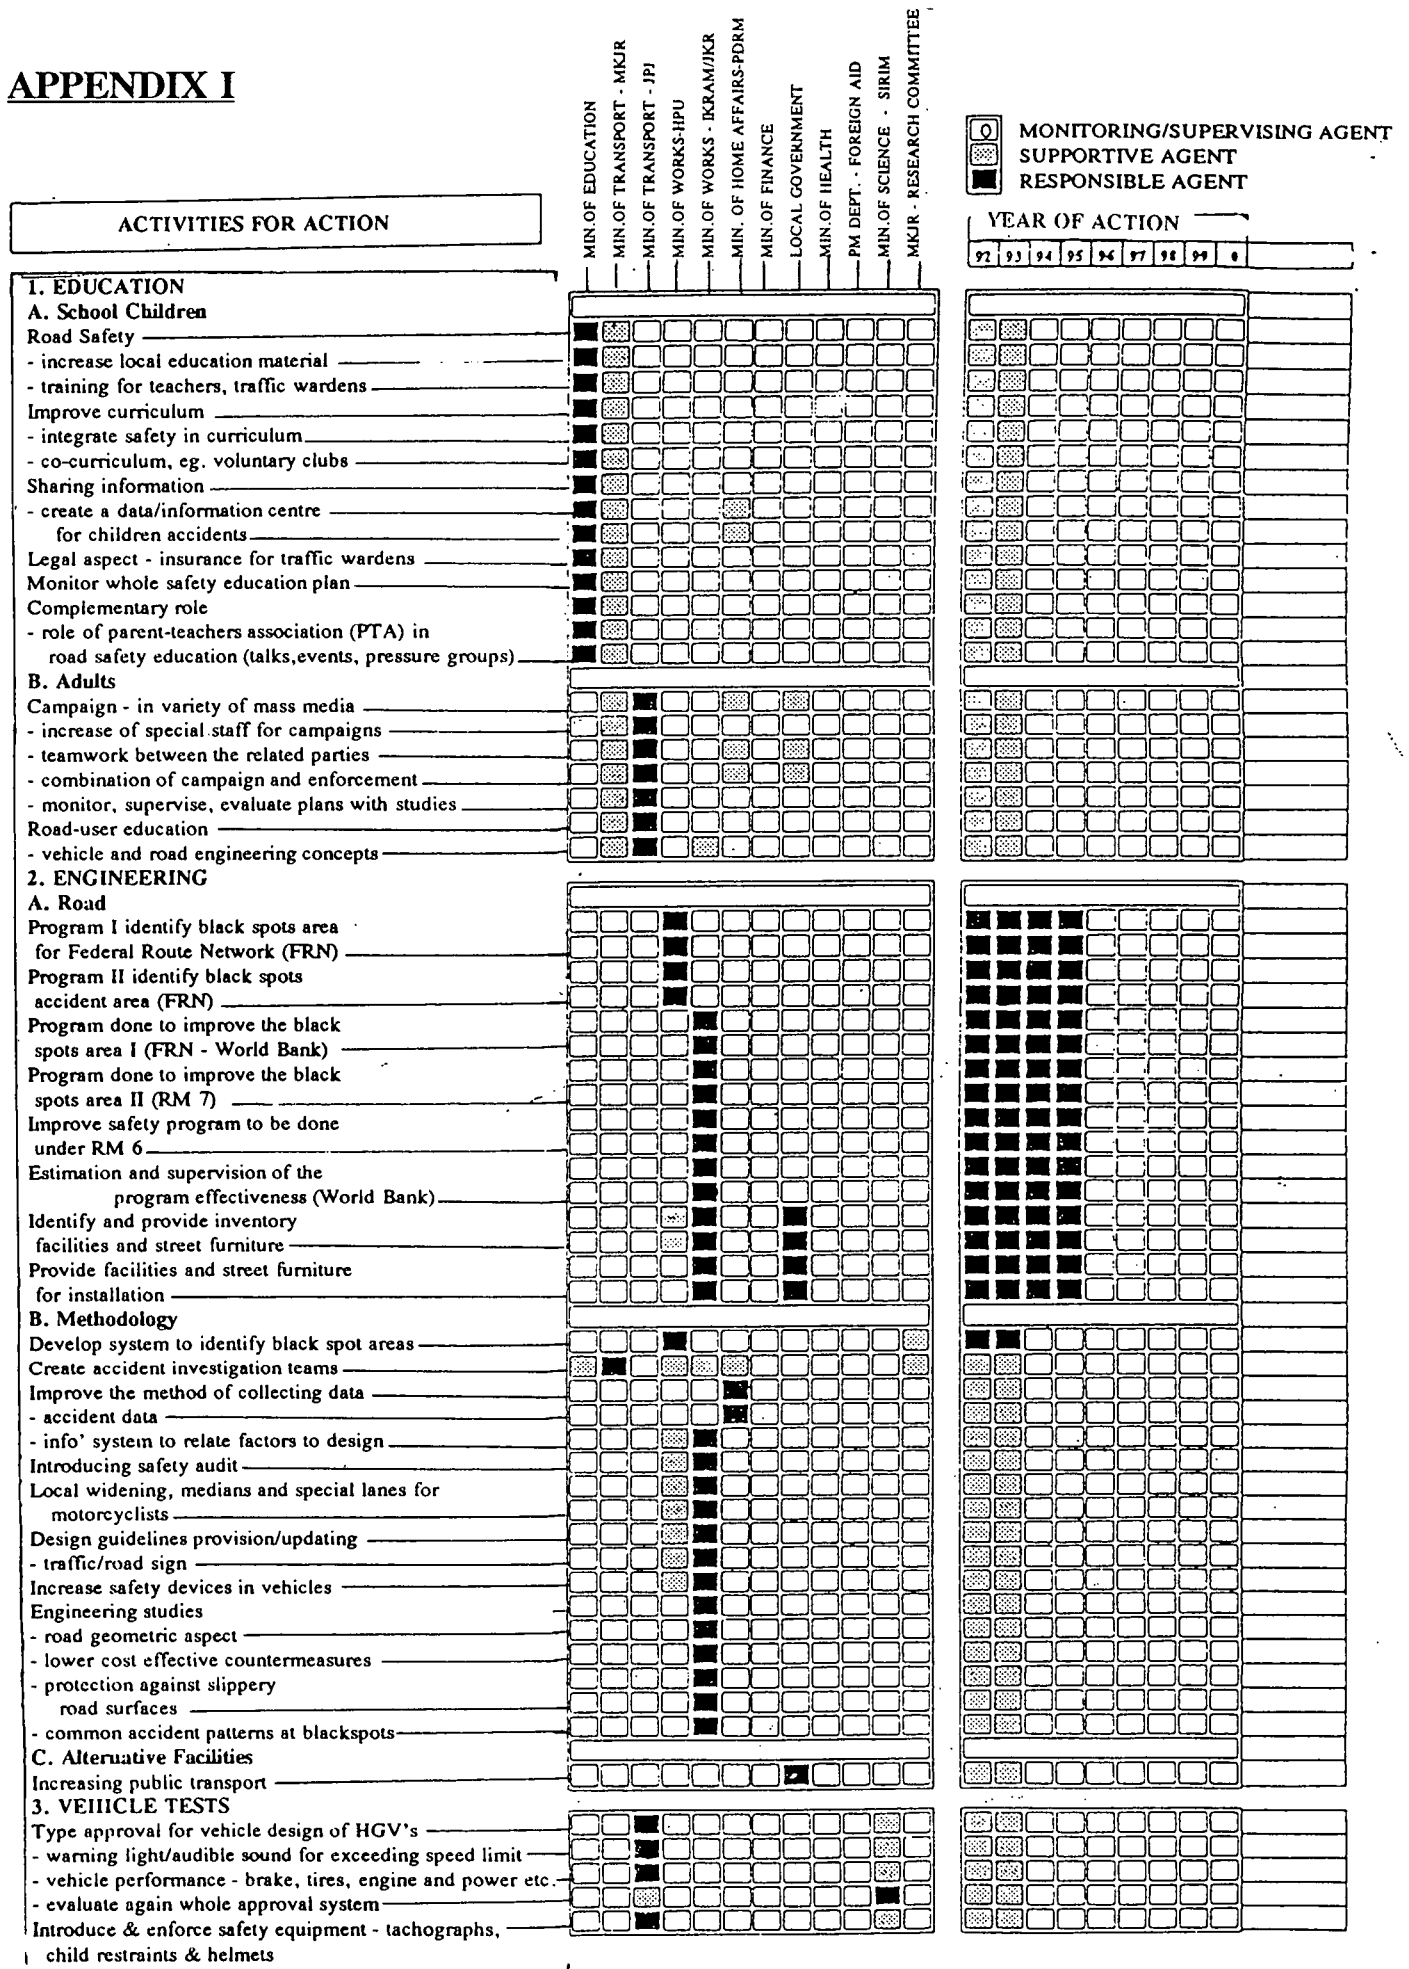 APPENDIX I
MIN.OF EDUCATION
MIN.OF TRANSPORT - MKJR
MIN.OF TRANSPORT - JPJ
MIN.OF WORKS-HPU
MIN.OF WORKS - IKRAM/JKR
MIN. OF HOME AFFAIRS-PDRM
MIN.OF FINANCE
LOCAL GOVERNMENT
MIN.OF HEALTH
PM DEPT. - FOREIGN AID
MIN.OF SCIENCE - SIRIM
MKJR - RESEARCH COMMITTEE
0 MONITORING/SUPERVISING AGENT
SUPPORTIVE AGENT
RESPONSIBLE AGENT
ACTIVITIES FOR ACTION
YEAR OF ACTION
92 93 94 95 96 97 98 99 0
1. EDUCATION
A. School Children
Road Safety
- increase local education material
- training for teachers, traffic wardens
Improve curriculum
- integrate safety in curriculum
- co-curriculum, eg. voluntary clubs
Sharing information
- create a data/information centre
for children accidents
Legal aspect - insurance for traffic wardens
Monitor whole safety education plan
Complementary role
- role of parent-teachers association (PTA) in
road safety education (talks,events, pressure groups)
B. Adults
Campaign - in variety of mass media
- increase of special staff for campaigns
- teamwork between the related parties
- combination of campaign and enforcement
- monitor, supervise, evaluate plans with studies
Road-user education
- vehicle and road engineering concepts
2. ENGINEERING
A. Road
Program I identify black spots area
for Federal Route Network (FRN)
Program II identify black spots
accident area (FRN)
Program done to improve the black
spots area I (FRN - World Bank)
Program done to improve the black
spots area II (RM 7)
Improve safety program to be done
under RM 6
Estimation and supervision of the
program effectiveness (World Bank)
Identify and provide inventory
facilities and street furniture
Provide facilities and street furniture
for installation
B. Methodology
Develop system to identify black spot areas
Create accident investigation teams
Improve the method of collecting data
- accident data
- info' system to relate factors to design
Introducing safety audit
Local widening, medians and special lanes for
motorcyclists
Design guidelines provision/updating
- traffic/road sign
Increase safety devices in vehicles
Engineering studies
- road geometric aspect
- lower cost effective countermeasures
- protection against slippery
road surfaces
- common accident patterns at blackspots
C. Alternative Facilities
Increasing public transport
3. VEHICLE TESTS
Type approval for vehicle design of HGV's
- warning light/audible sound for exceeding speed limit
- vehicle performance - brake, tires, engine and power etc.
- evaluate again whole approval system
Introduce & enforce safety equipment - tachographs,
child restraints & helmets